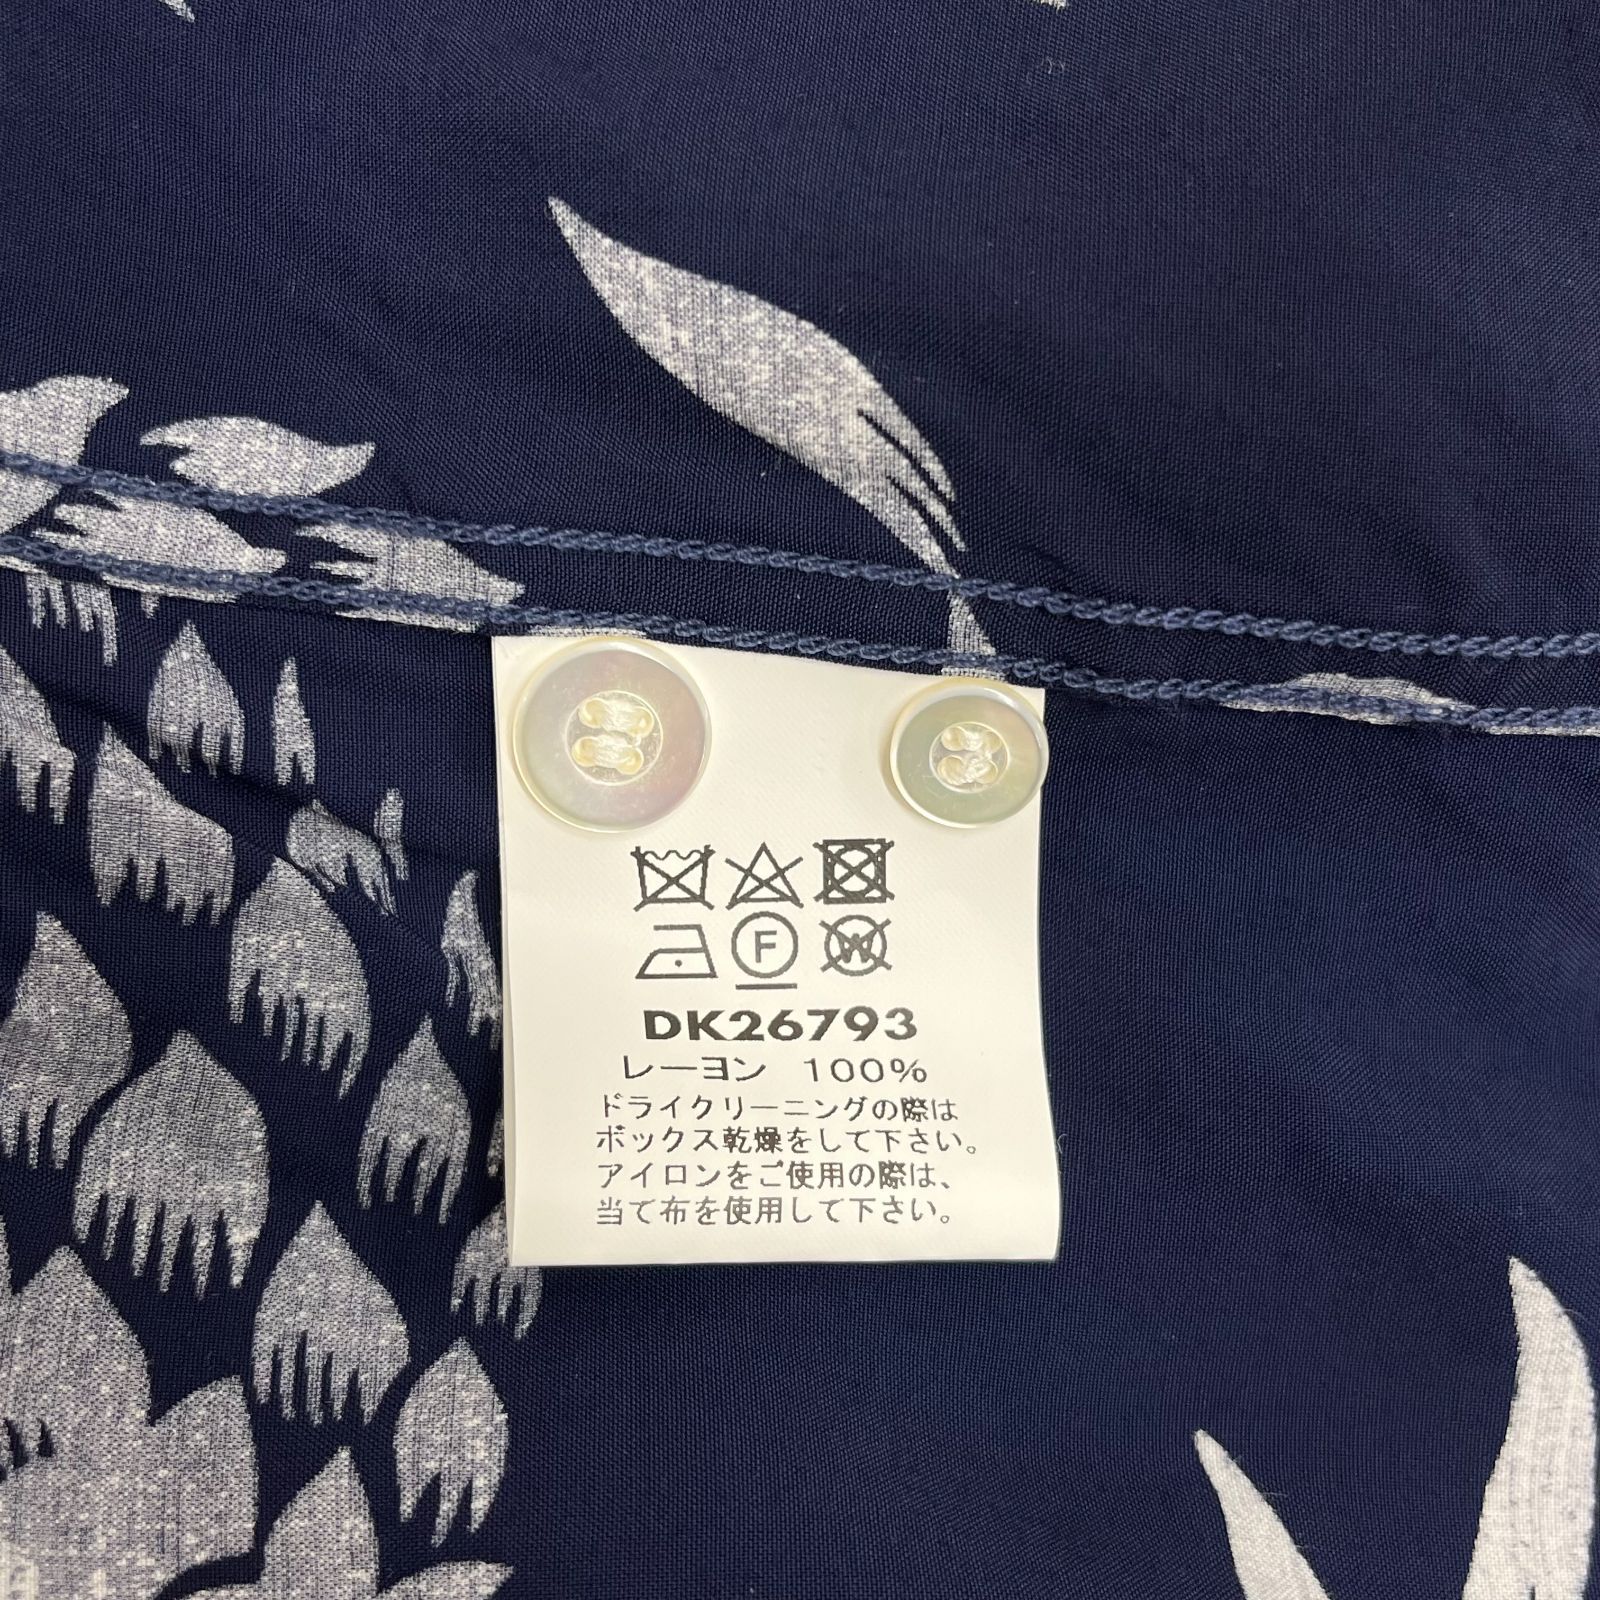 F W
DK26793
レーヨン 100%
ドライクリーニングの際は
ボックス乾燥をして下さい。
アイロンをご使用の際は、
当て布を使用して下さい。